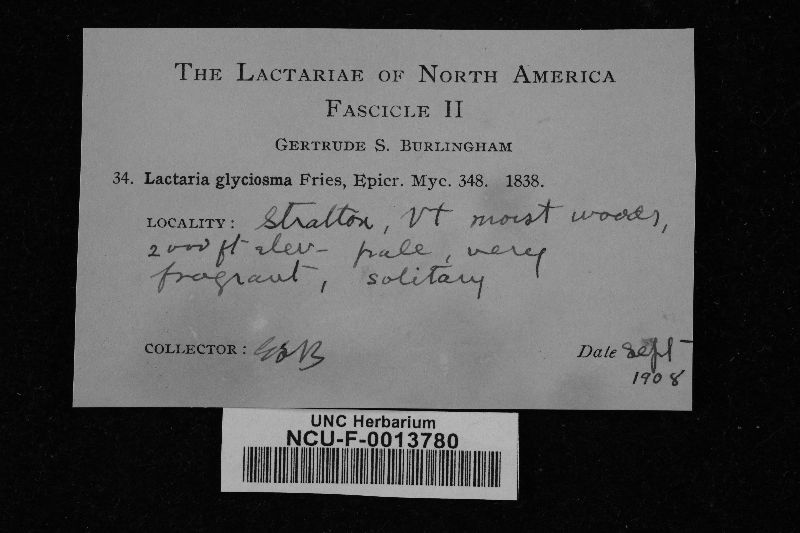 THE LACTARIAE OF NORTH AMERICA
FASCICLE II
GERTRUDE S. BURLINGHAM
34. Lactaria glyciosma Fries, Epicr. Myc. 348. 1838.
LOCALITY: Stratton, Vt moist woods,
2000 ft elev- pale, very
fragrant, solitary
COLLECTOR: GSB
Date Sept
1908
UNC Herbarium
NCU-F-0013780